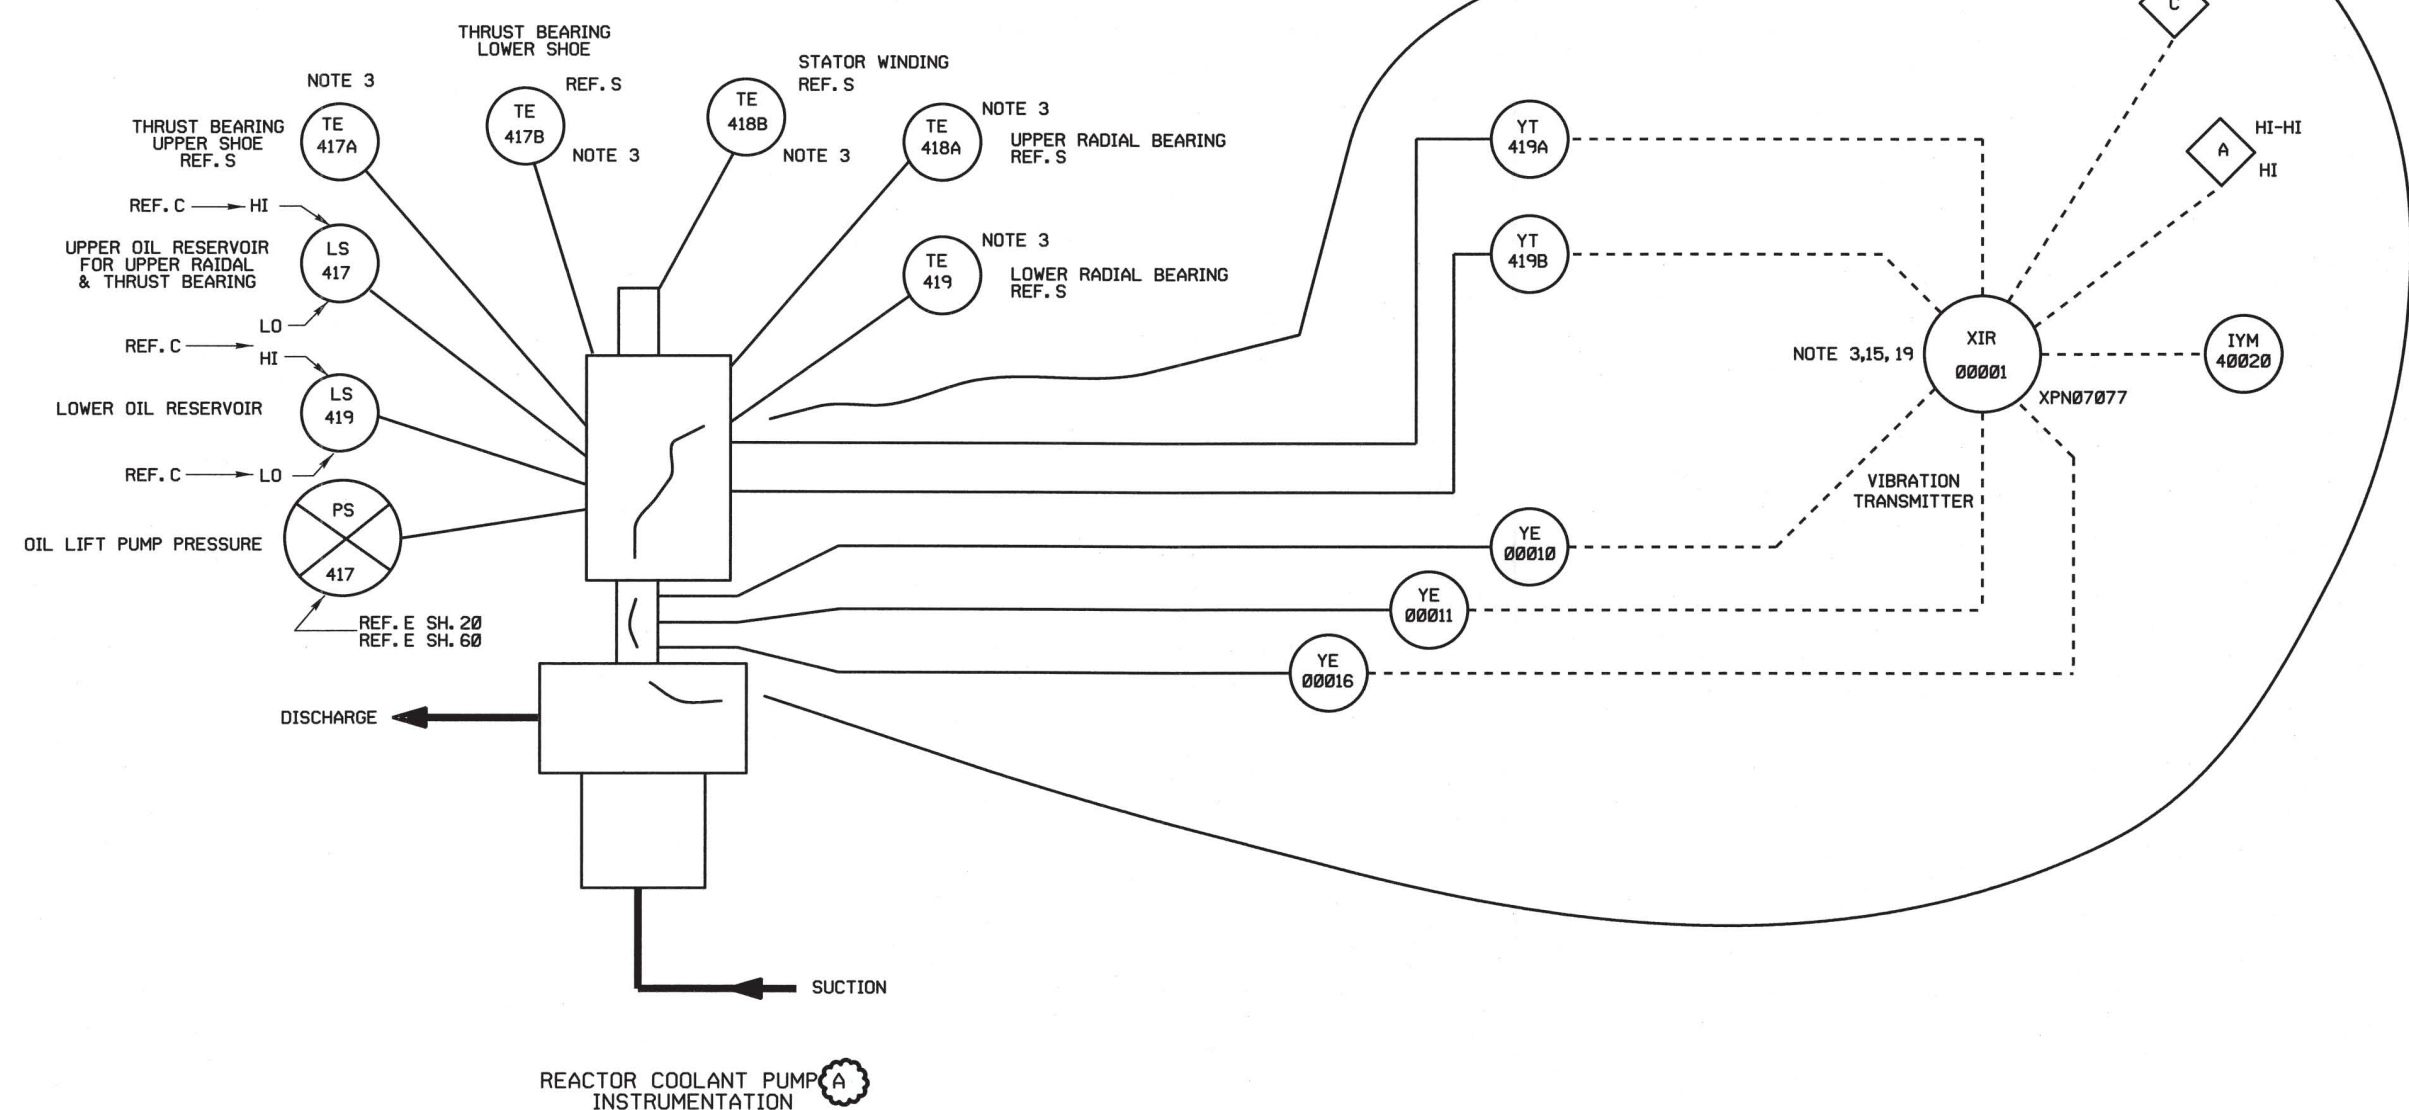 C
THRUST BEARING
LOWER SHOE
REF. S
TE
417B
NOTE 3
STATOR WINDING
REF. S
TE
418B
NOTE 3
NOTE 3
TE
417A
THRUST BEARING
UPPER SHOE
REF. S
NOTE 3
TE
418A
UPPER RADIAL BEARING
REF. S
REF. C HI
LS
417
UPPER OIL RESERVOIR
FOR UPPER RAIDAL
& THRUST BEARING
LO
NOTE 3
TE
419
LOWER RADIAL BEARING
REF. S
REF. C
HI
LS
419
LOWER OIL RESERVOIR
REF. C LO
PS
417
OIL LIFT PUMP PRESSURE
REF. E SH. 20
REF. E SH. 60
YT
419A
YT
419B
HI-HI
A
HI
XIR
00001
NOTE 3,15,19
XPN07077
IYM
40020
VIBRATION
TRANSMITTER
YE
00010
YE
00011
YE
00016
DISCHARGE
SUCTION
REACTOR COOLANT PUMP A
INSTRUMENTATION